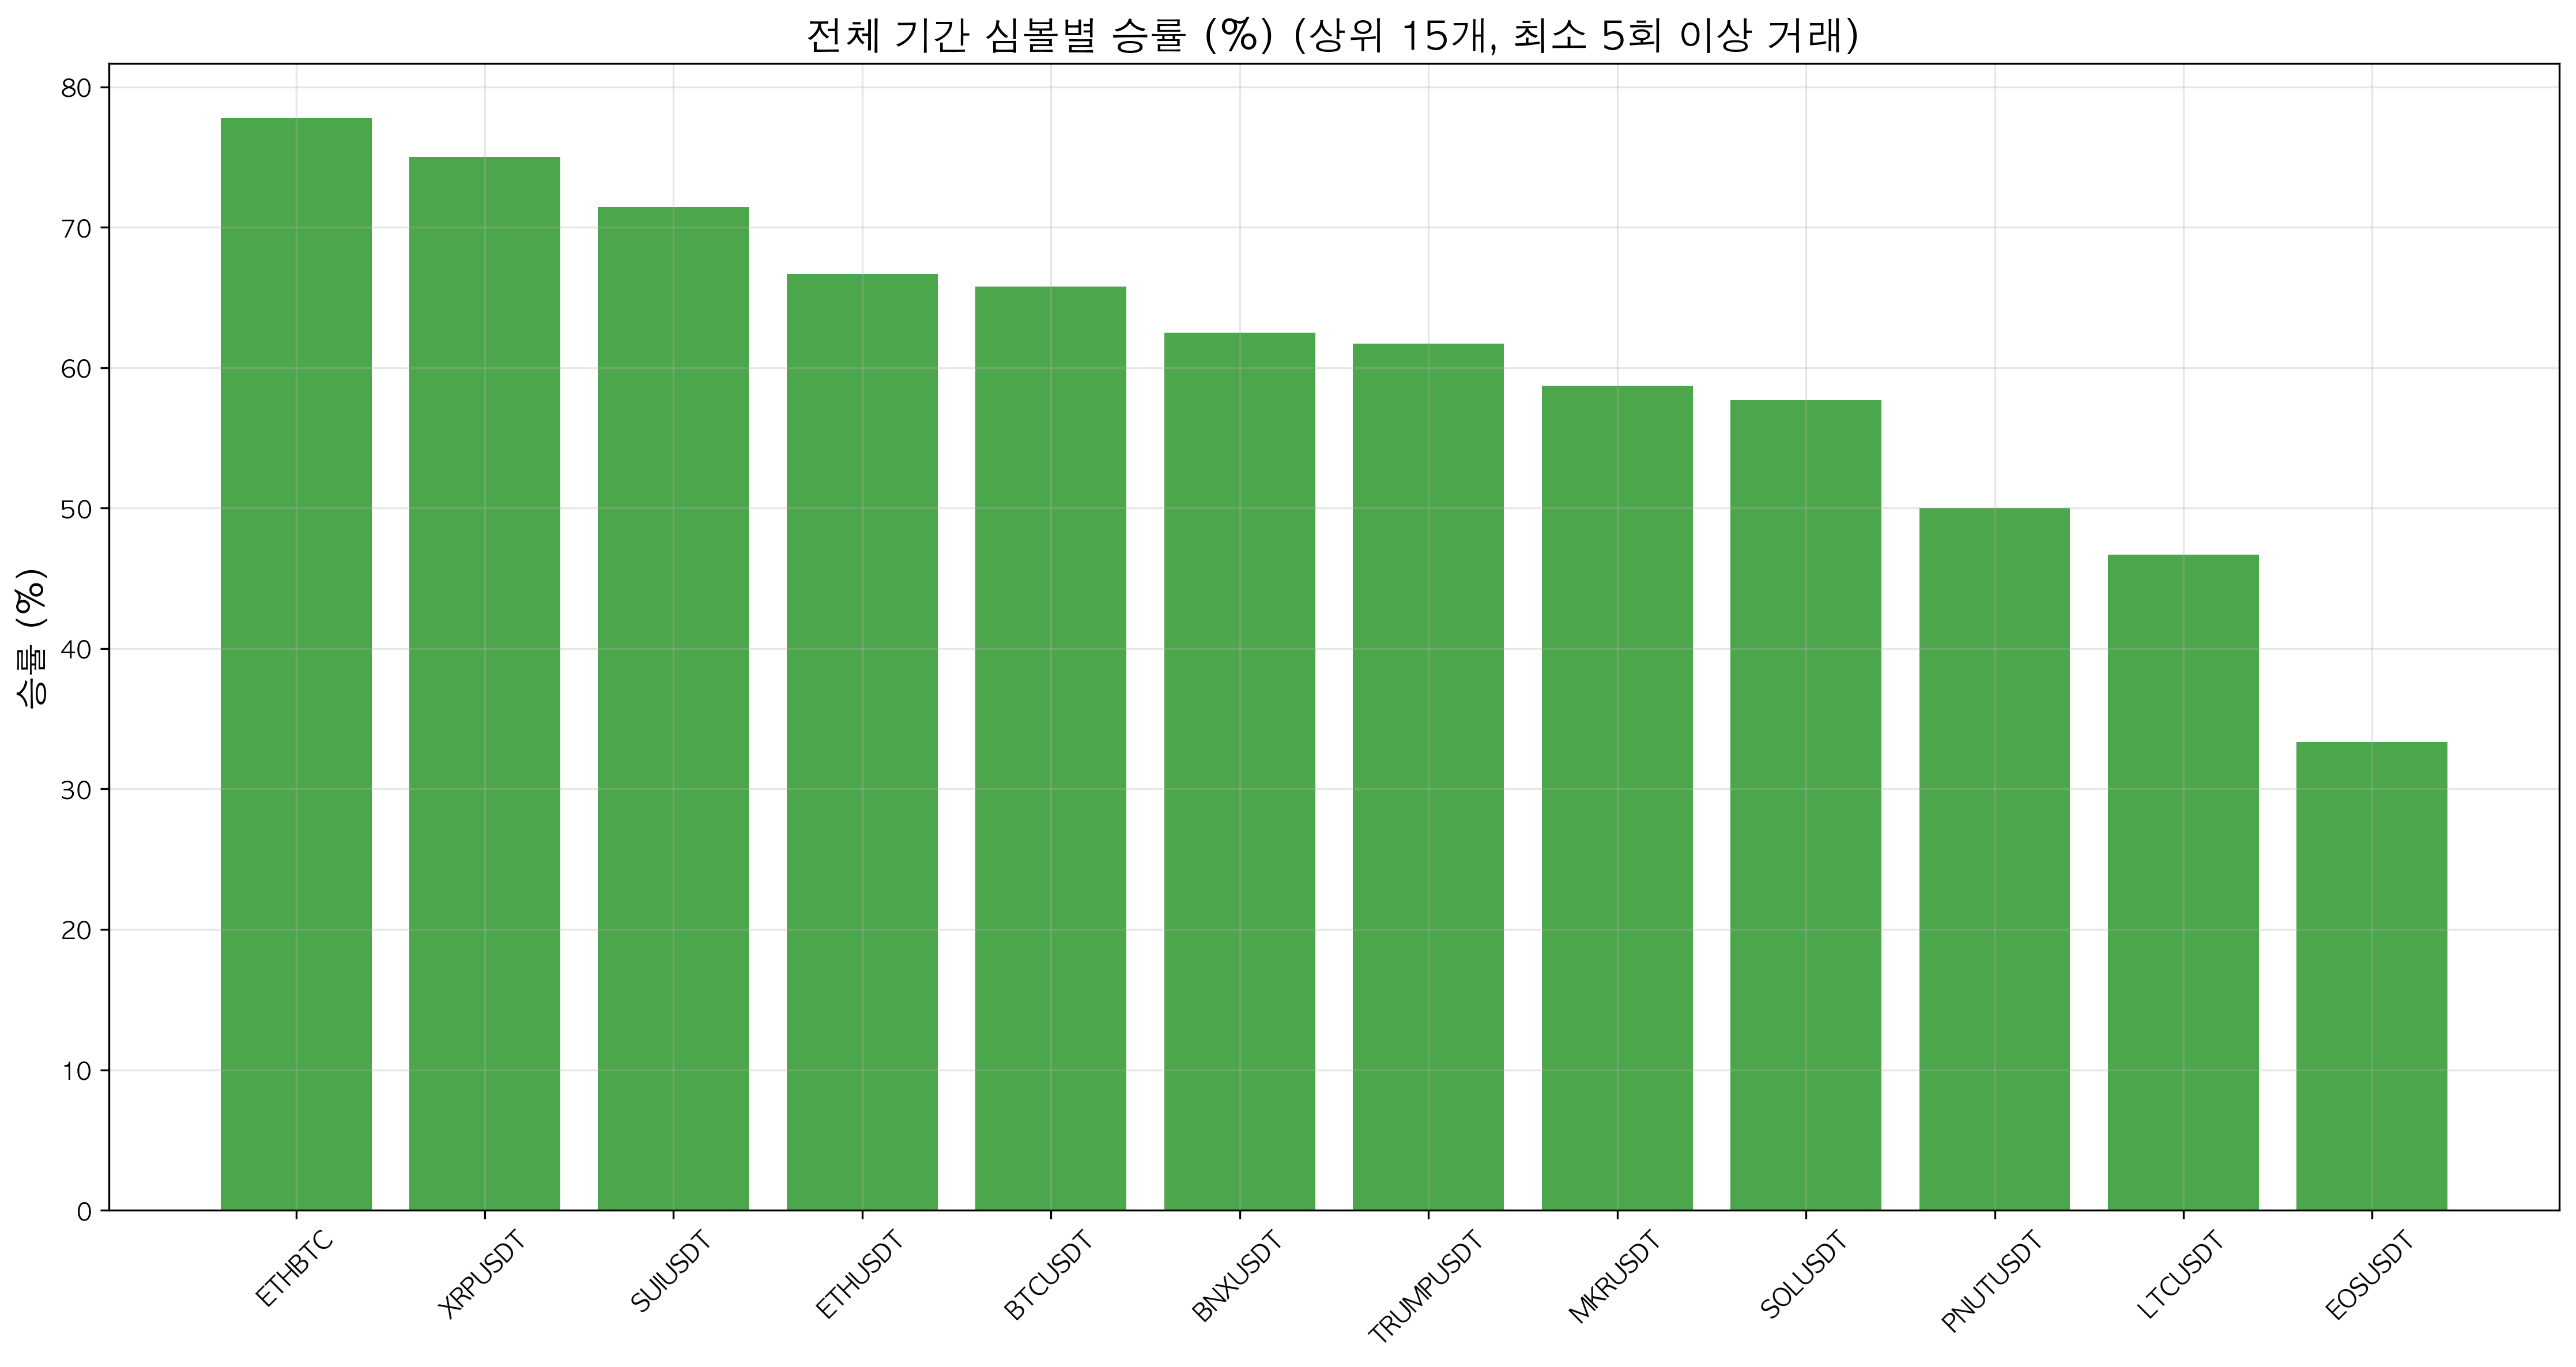 전체 기간 심볼별 승률 (%) (상위 15개, 최소 5회 이상 거래)
승률 (%)
80
70
60
50
40
30
20
10
0
ETHBTC
XRPUSDT
SUIUSDT
ETHUSDT
BTCUSDT
BNXUSDT
TRUMPUSDT
MKRUSDT
SOLUSDT
PNUTUSDT
LTCUSDT
EOSUSDT